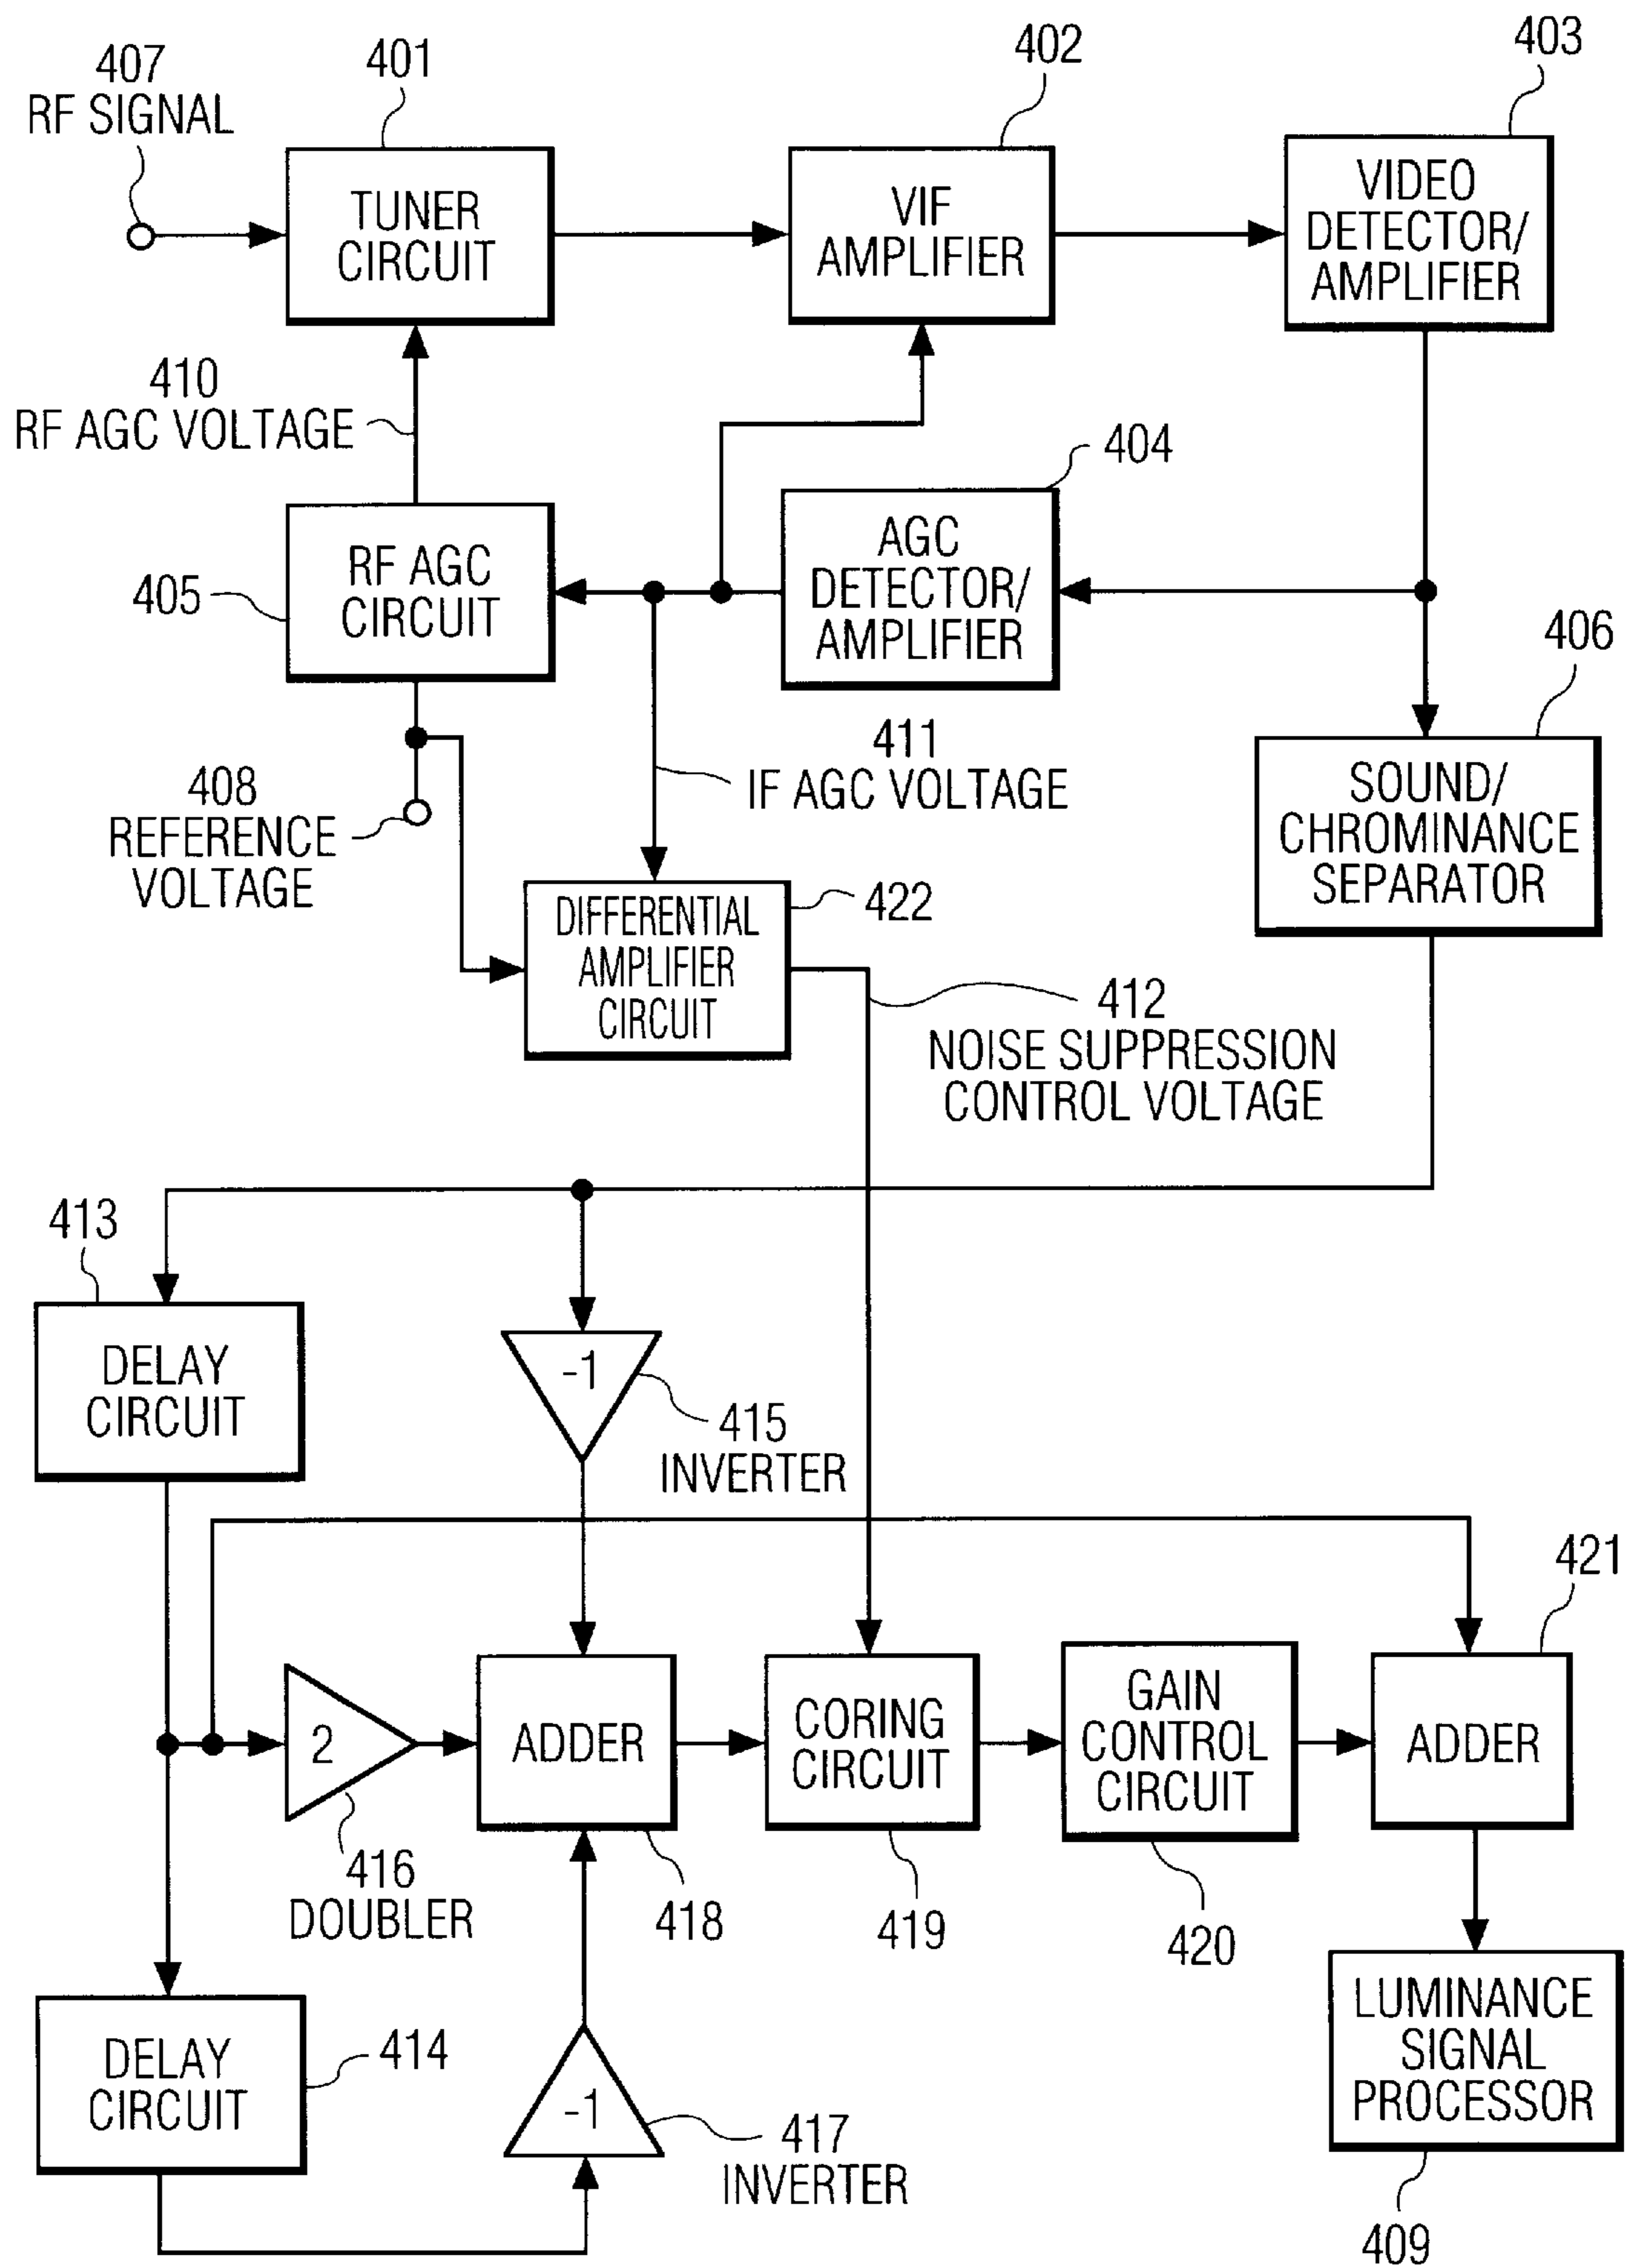 407
RF SIGNAL
401
402
403
TUNER
CIRCUIT
VIF
AMPLIFIER
VIDEO
DETECTOR/
AMPLIFIER
410
RF AGC VOLTAGE
404
405
RF AGC
CIRCUIT
AGC
DETECTOR/
AMPLIFIER
406
408
REFERENCE
VOLTAGE
411
IF AGC VOLTAGE
SOUND/
CHROMINANCE
SEPARATOR
DIFFERENTIAL
AMPLIFIER
CIRCUIT
422
412
NOISE SUPPRESSION
CONTROL VOLTAGE
413
DELAY
CIRCUIT
-1
415
INVERTER
421
2
416
DOUBLER
ADDER
418
CORING
CIRCUIT
419
GAIN
CONTROL
CIRCUIT
420
ADDER
DELAY
CIRCUIT
414
-1
417
INVERTER
LUMINANCE
SIGNAL
PROCESSOR
409